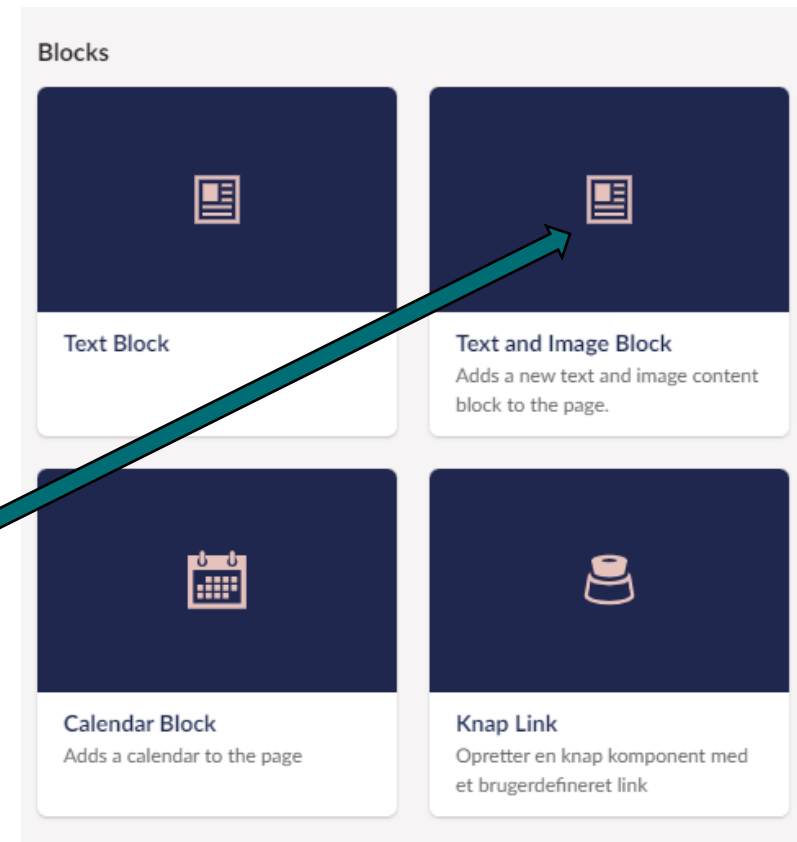 Blocks
Text Block
Text and Image Block
Adds a new text and image content
block to the page.
Calendar Block
Adds a calendar to the page
Knap Link
Opretter en knap komponent med
et brugerdefineret link